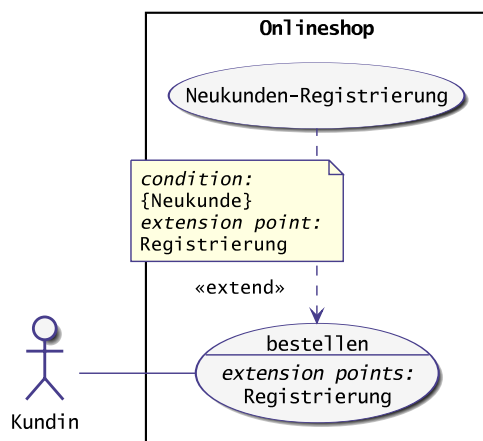 Onlineshop
Neukunden-Registrierung
condition:
{Neukunde}
extension point:
Registrierung
«extend»
bestellen
extension points:
Registrierung
Kundin